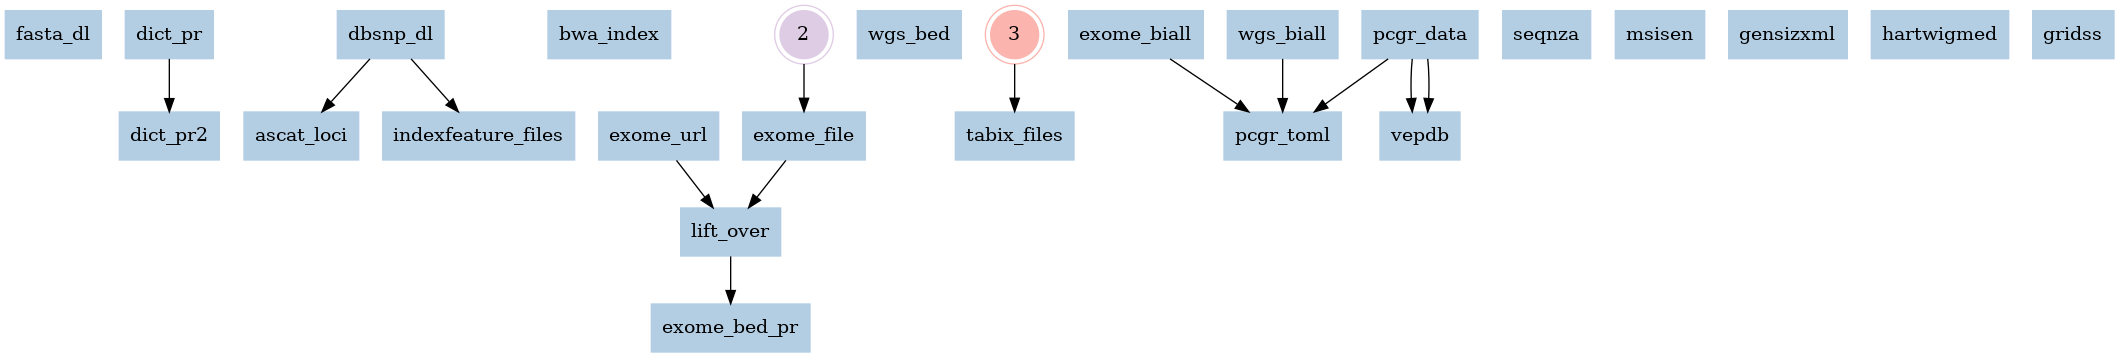 fasta_dl
dict_pr
dbsnp_dl
bwa_index
2
wgs_bed
3
exome_biall
wgs_biall
pcgr_data
seqnza
msisen
gensizxml
hartwigmed
gridss
dict_pr2
ascat_loci
indexfeature_files
exome_url
exome_file
tabix_files
pcgr_toml
vepdb
lift_over
exome_bed_pr